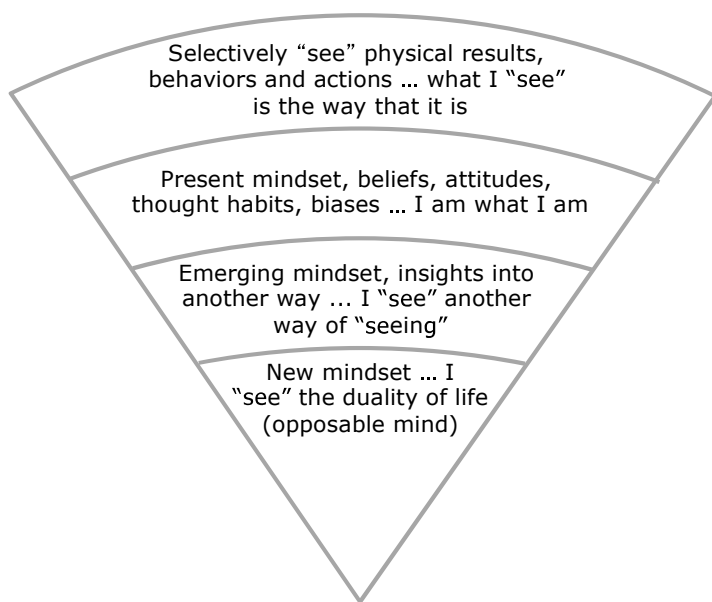 Selectively “see” physical results,
behaviors and actions ... what I “see”
is the way that it is
Present mindset, beliefs, attitudes,
thought habits, biases ... I am what I am
Emerging mindset, insights into
another way ... I “see” another
way of “seeing”
New mindset ... I
“see” the duality of life
(opposable mind)